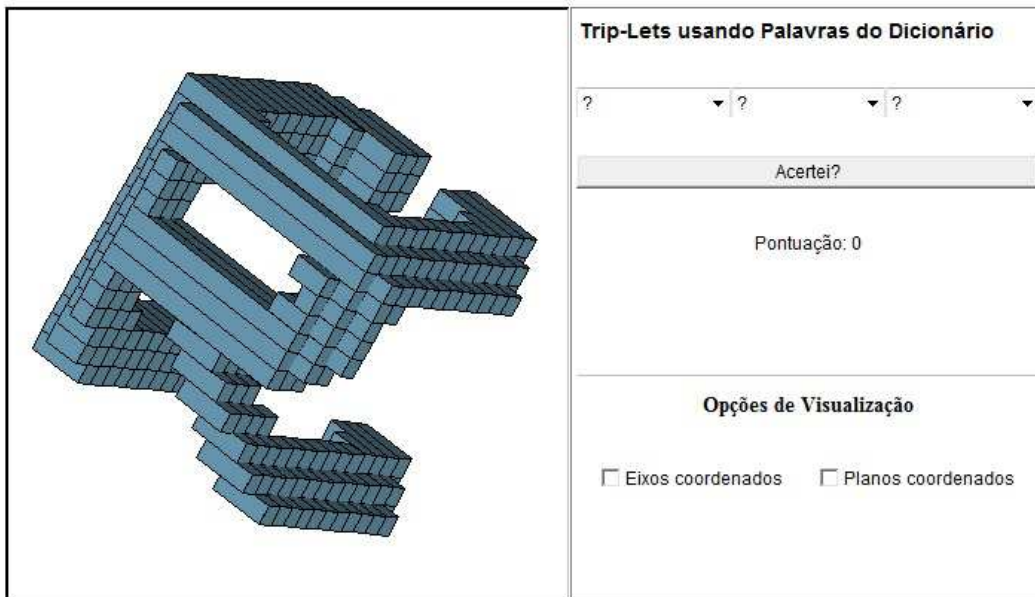 Trip-Lets usando Palavras do Dicionário
? ? ?
Acertei?
Pontuação: 0
Opções de Visualização
Eixos coordenados Planos coordenados